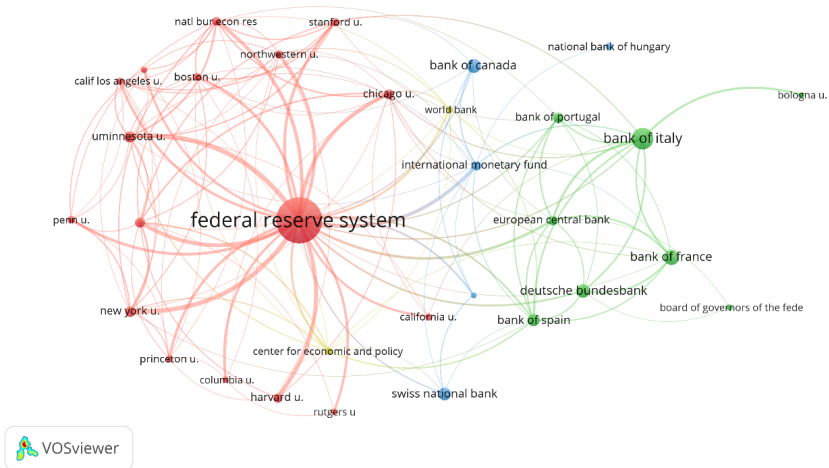 natl bur econ res
stanford u.
northwestern u.
national bank of hungary
bank of canada
boston u.
calif los angeles u.
chicago u.
bologna u.
world bank
bank of portugal
uminnesota u.
bank of italy
international monetary fund
federal reserve system
penn u.
european central bank
bank of france
deutsche bundesbank
new york u.
california u.
bank of spain
board of governors of the fede
center for economic and policy
princeton u.
columbia u.
swiss national bank
harvard u.
rutgers u
VOSviewer